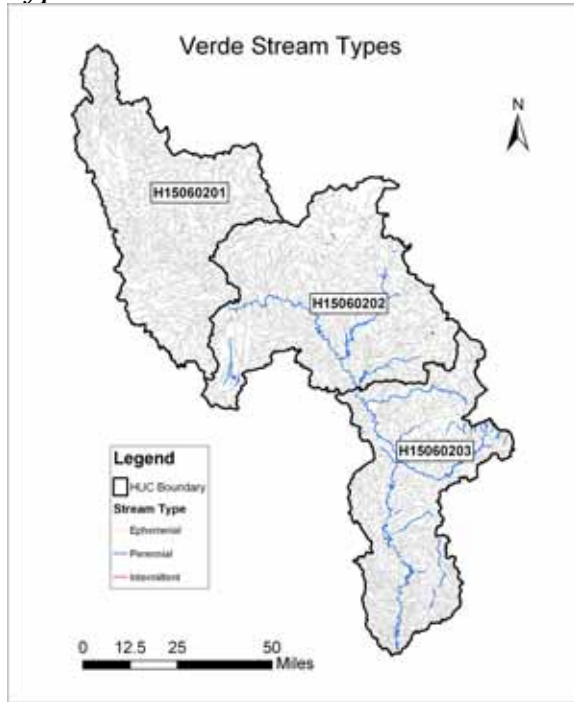 Verde Stream Types
N
H15060201
H15060202
H15060203
Legend
HUC Boundary
Stream Type
Ephemerial
Perennial
Intermittent
0 12.5 25 50
Miles